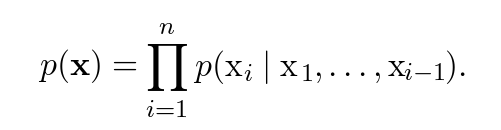 p(𝐱) = ∏_{i=1}^{n} p(x_i | x_1, . . . , x_{i−1}).